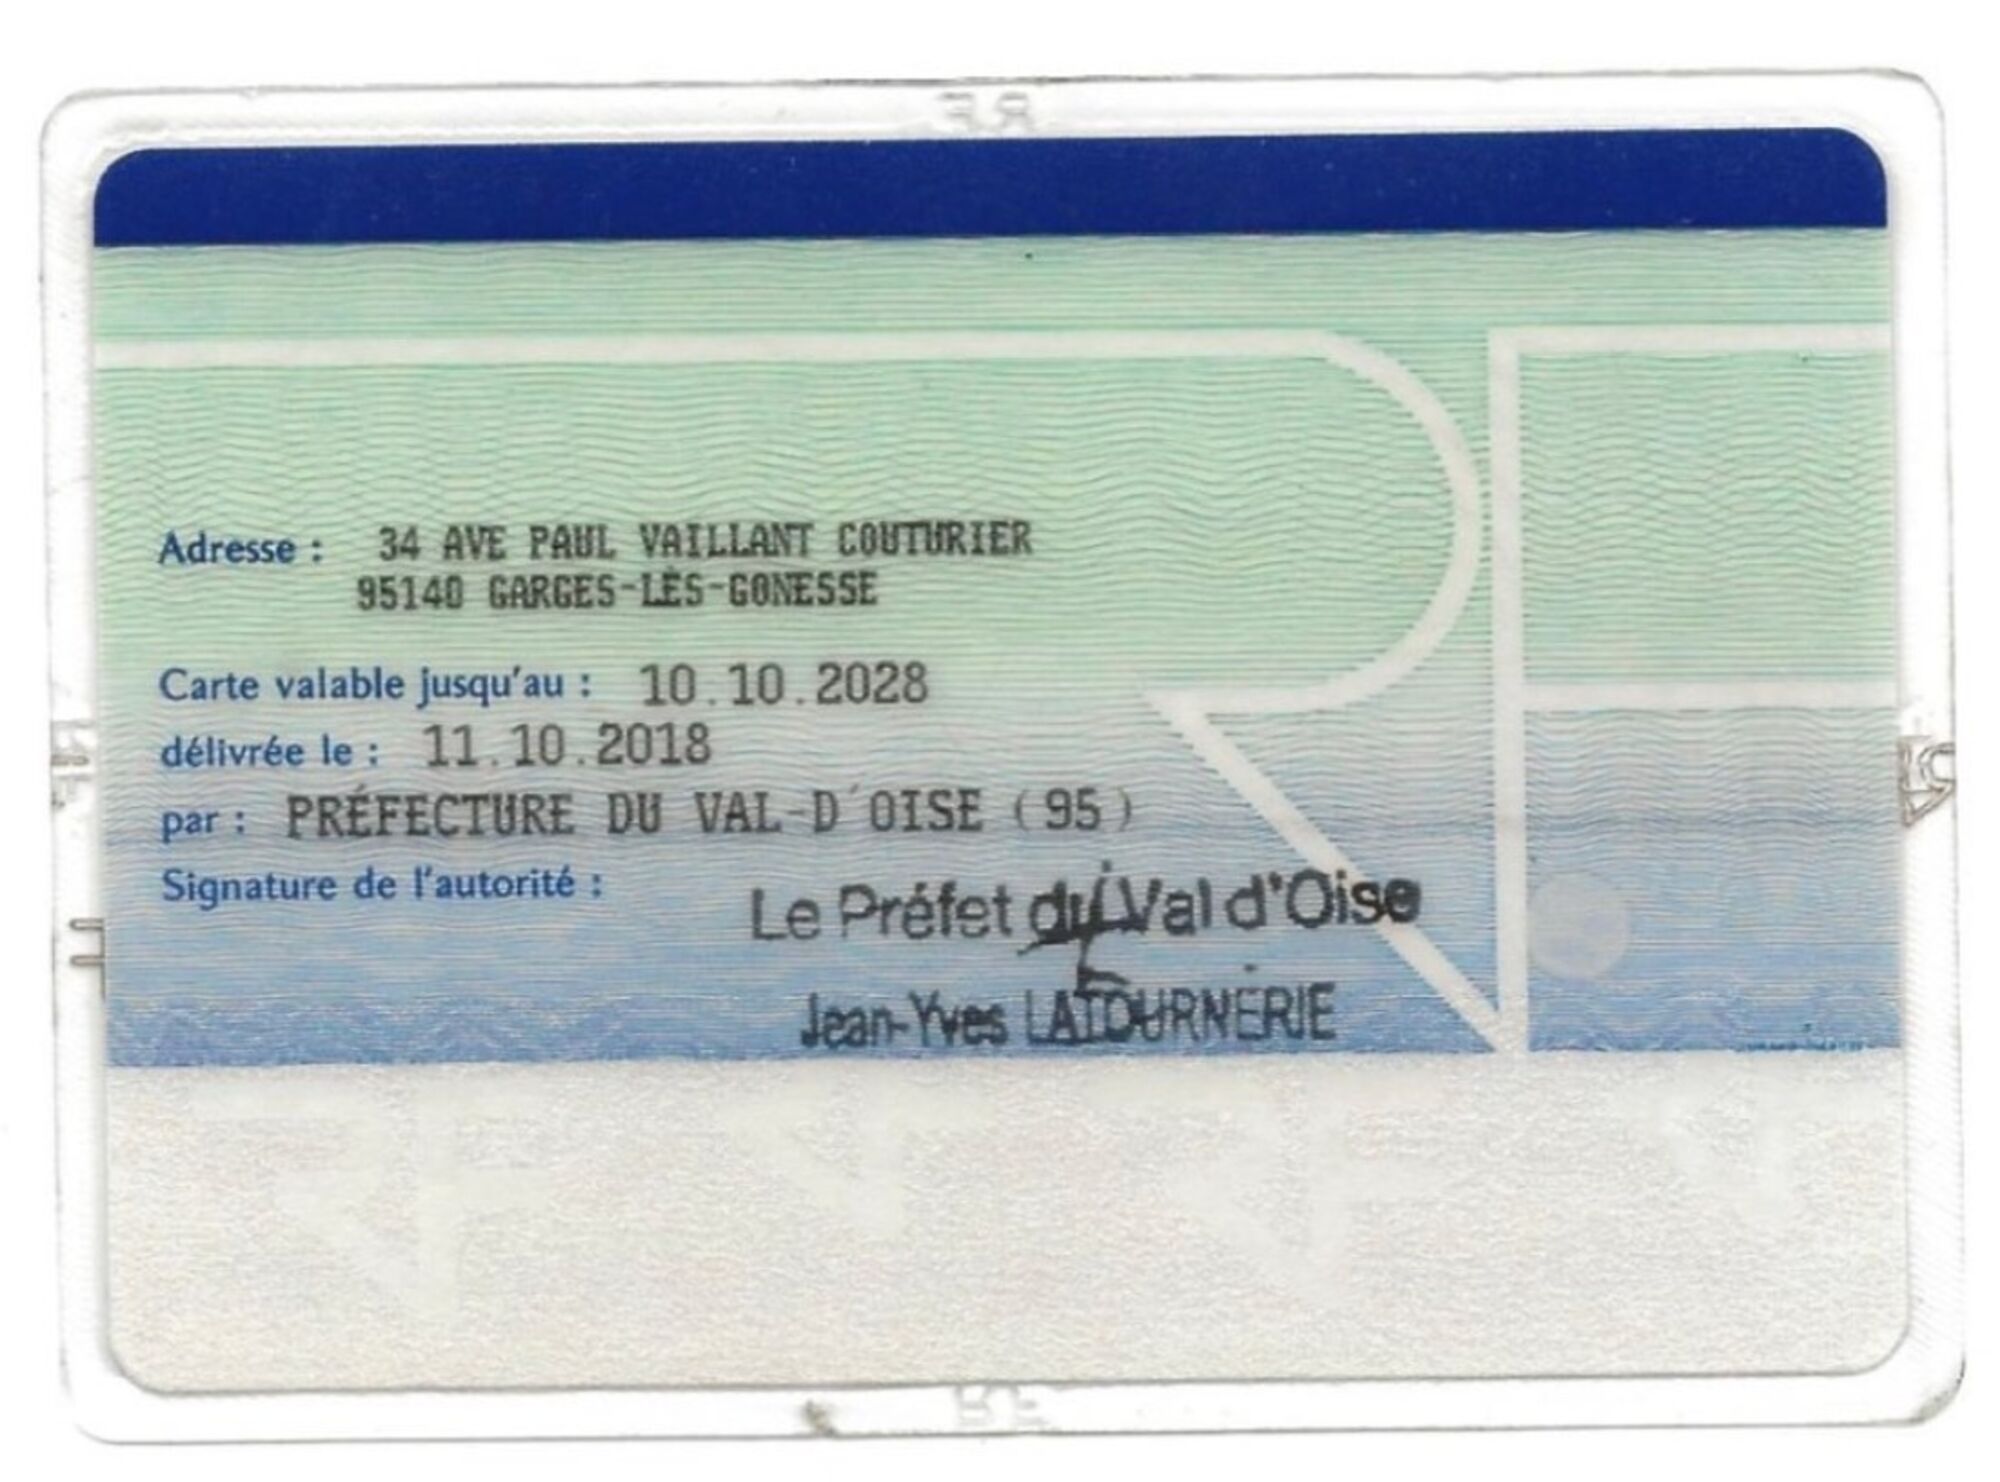 Adresse : 34 AVE PAUL VAILLANT COUTURIER
95140 GARGES-LÈS-GONESSE
Carte valable jusqu'au : 10.10.2028
délivrée le : 11.10.2018
par : PRÉFECTURE DU VAL-D'OISE (95)
Signature de l'autorité :
Le Préfet du Val d'Oise
Jean-Yves LATOURNERIE